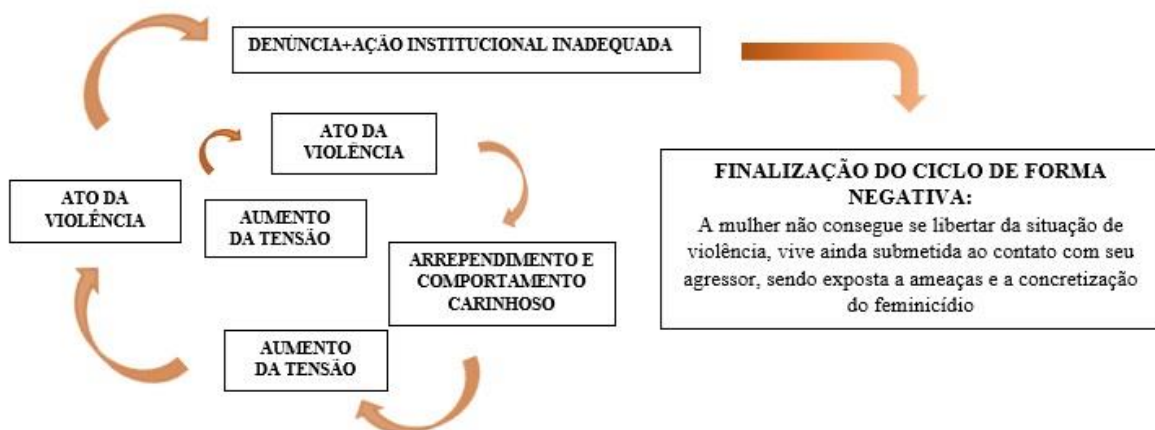 DENÚNCIA+AÇÃO INSTITUCIONAL INADEQUADA
ATO DA
VIOLÊNCIA
ATO DA
VIOLÊNCIA
AUMENTO
DA TENSÃO
ARREPENDIMENTO E
COMPORTAMENTO
CARINHOSO
AUMENTO
DA TENSÃO
FINALIZAÇÃO DO CICLO DE FORMA
NEGATIVA:
A mulher não consegue se libertar da situação de
violência, vive ainda submetida ao contato com seu
agressor, sendo exposta a ameaças e a concretização
do feminicídio